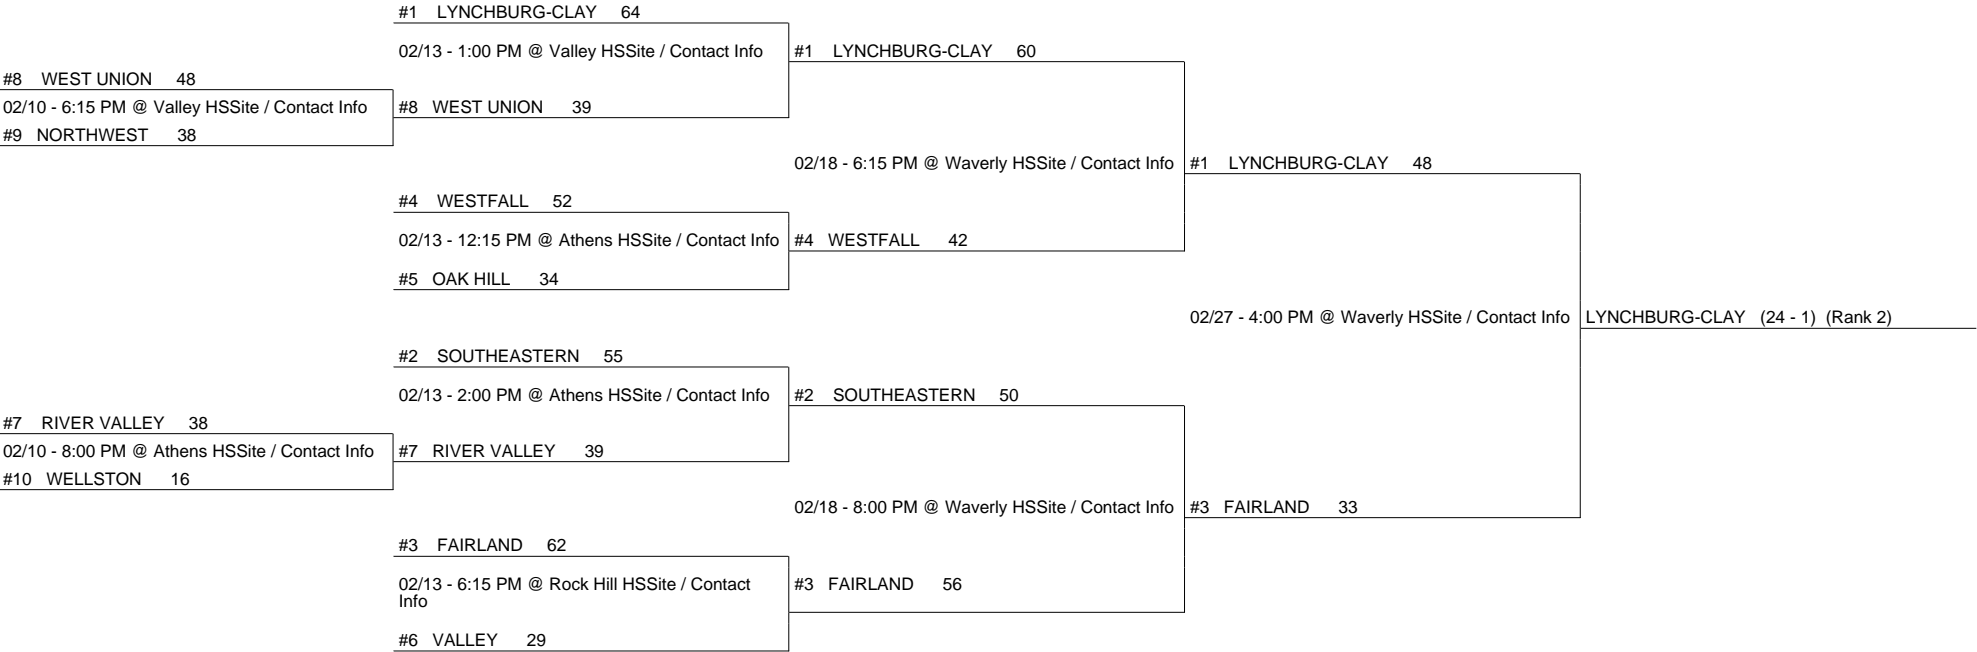 #1 LYNCHBURG-CLAY 64
02/13 - 1:00 PM @ Valley HSSite / Contact Info
#1 LYNCHBURG-CLAY 60
#8 WEST UNION 48
02/10 - 6:15 PM @ Valley HSSite / Contact Info
#8 WEST UNION 39
#9 NORTHWEST 38
02/18 - 6:15 PM @ Waverly HSSite / Contact Info
#1 LYNCHBURG-CLAY 48
#4 WESTFALL 52
02/13 - 12:15 PM @ Athens HSSite / Contact Info
#4 WESTFALL 42
#5 OAK HILL 34
02/27 - 4:00 PM @ Waverly HSSite / Contact Info
LYNCHBURG-CLAY (24 - 1) (Rank 2)
#2 SOUTHEASTERN 55
02/13 - 2:00 PM @ Athens HSSite / Contact Info
#2 SOUTHEASTERN 50
#7 RIVER VALLEY 38
02/10 - 8:00 PM @ Athens HSSite / Contact Info
#7 RIVER VALLEY 39
#10 WELLSTON 16
02/18 - 8:00 PM @ Waverly HSSite / Contact Info
#3 FAIRLAND 33
#3 FAIRLAND 62
02/13 - 6:15 PM @ Rock Hill HSSite / Contact
Info
#3 FAIRLAND 56
#6 VALLEY 29